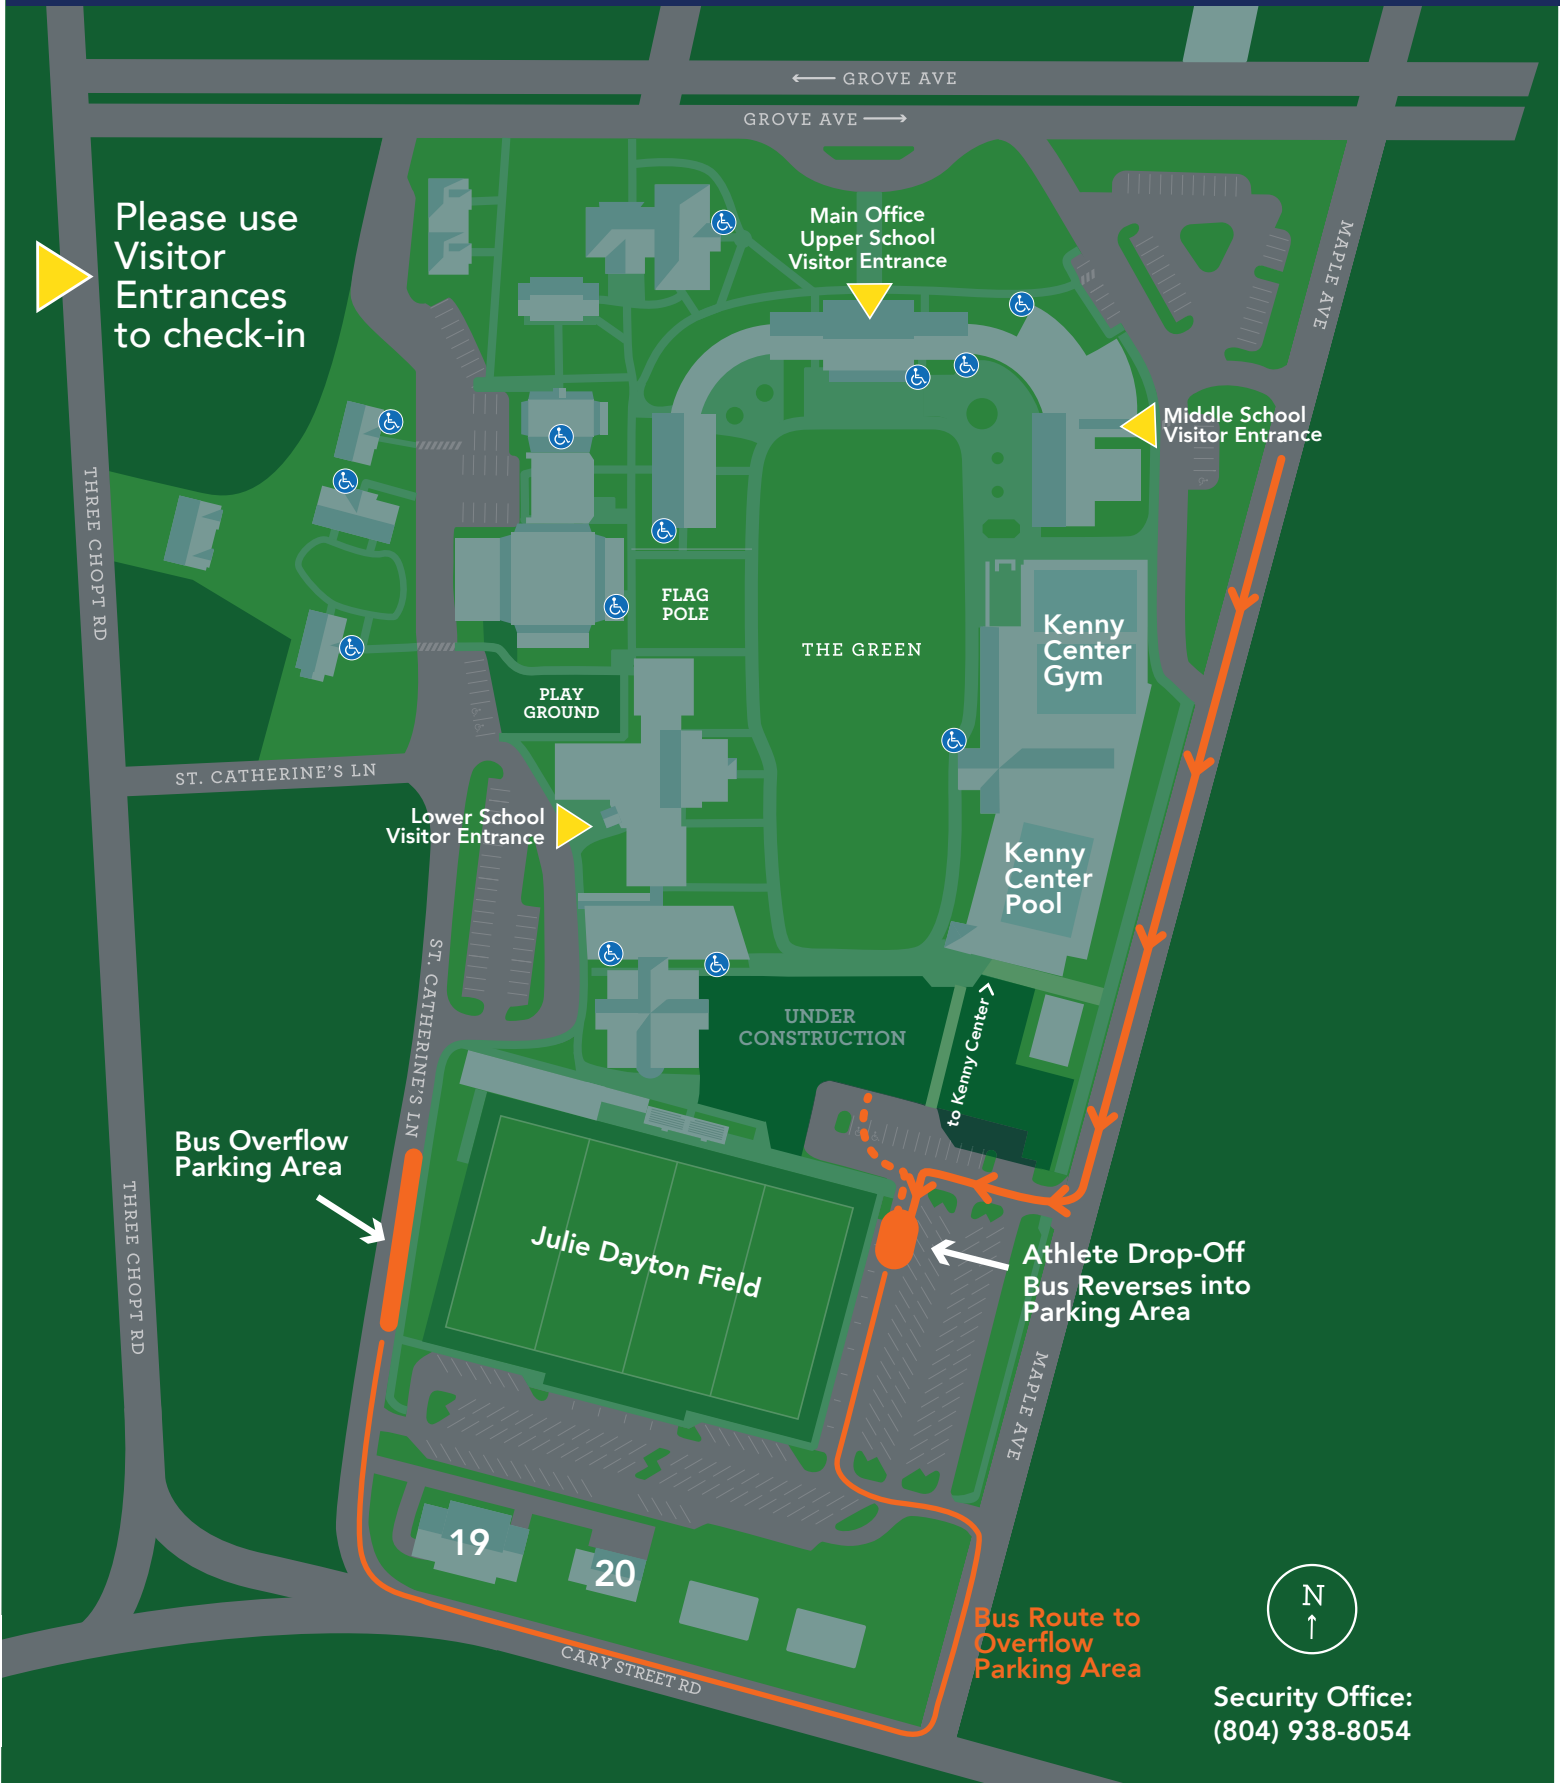 ← GROVE AVE
GROVE AVE →
Please use
Visitor
Entrances
to check-in
Main Office
Upper School
Visitor Entrance
MAPLE AVE
Middle School
Visitor Entrance
THREE CHOPT RD
FLAG
POLE
THE GREEN
Kenny
Center
Gym
PLAY
GROUND
ST. CATHERINE'S LN
Lower School
Visitor Entrance
Kenny
Center
Pool
ST. CATHERINE'S LN
UNDER
CONSTRUCTION
to Kenny Center >
Bus Overflow
Parking Area
THREE CHOPT RD
Julie Dayton Field
Athlete Drop-Off
Bus Reverses into
Parking Area
MAPLE AVE
19
20
Bus Route to
Overflow
Parking Area
CARY STREET RD
N
↑
Security Office:
(804) 938-8054